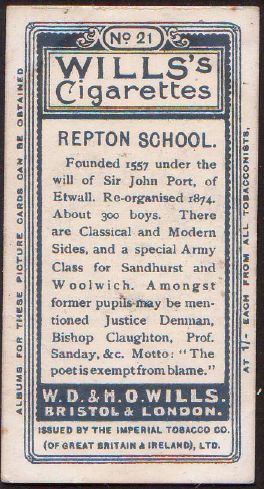 No 21
WILLS's
Cigarettes
REPTON SCHOOL.
Founded 1557 under the
will of Sir John Port, of
Etwall. Re-organised 1874.
About 300 boys. There
are Classical and Modern
Sides, and a special Army
Class for Sandhurst and
Woolwich. Amongst
former pupils may be men-
tioned Justice Denman,
Bishop Claughton, Prof.
Sanday, &c. Motto: "The
poet is exempt from blame."
W. D. & H. O. WILLS.
BRISTOL & LONDON.
ISSUED BY THE IMPERIAL TOBACCO CO.
(OF GREAT BRITAIN & IRELAND), LTD.
ALBUMS FOR THESE PICTURE CARDS CAN BE OBTAINED
AT 1/- EACH FROM ALL TOBACCONISTS.